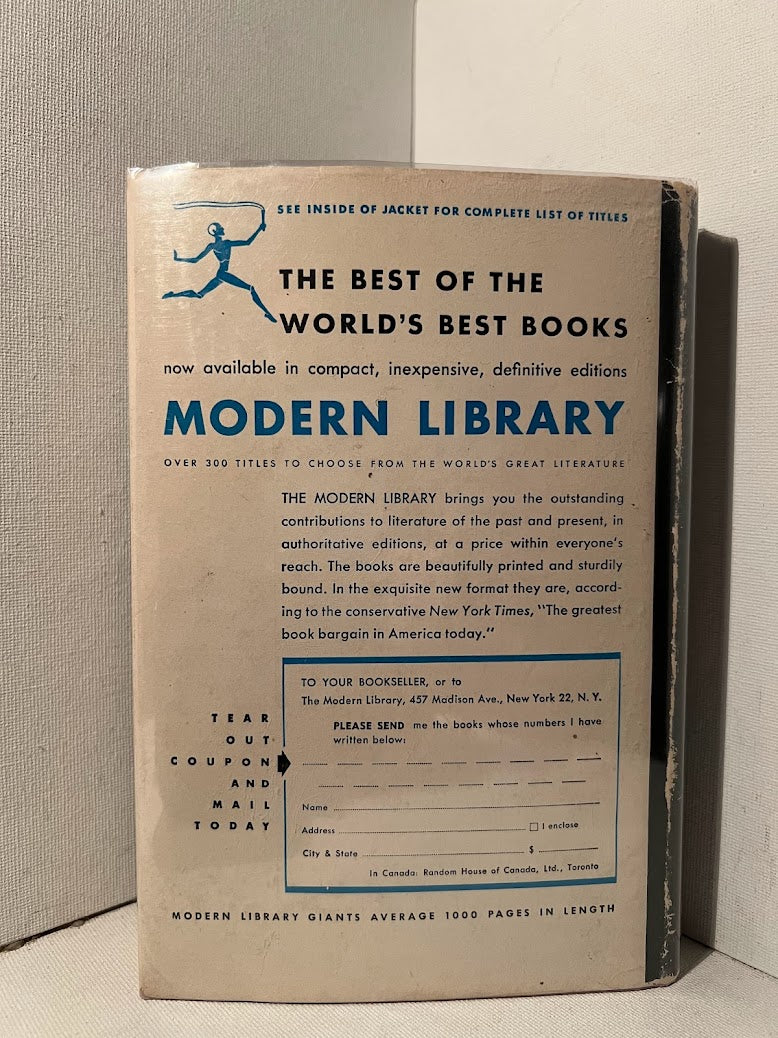 SEE INSIDE OF JACKET FOR COMPLETE LIST OF TITLES
THE BEST OF THE
WORLD'S BEST BOOKS
now available in compact, inexpensive, definitive editions
MODERN LIBRARY
OVER 300 TITLES TO CHOOSE FROM THE WORLD'S GREAT LITERATURE
THE MODERN LIBRARY brings you the outstanding
contributions to literature of the past and present, in
authoritative editions, at a price within everyone's
reach. The books are beautifully printed and sturdily
bound. In the exquisite new format they are, accord-
ing to the conservative New York Times, "The greatest
book bargain in America today."
TEAR
OUT
COUPON
AND
MAIL
TODAY
TO YOUR BOOKSELLER, or to
The Modern Library, 457 Madison Ave., New York 22, N. Y.
PLEASE SEND me the books whose numbers I have
written below:
Name
Address □ I enclose
City & State $
In Canada: Random House of Canada, Ltd., Toronto
MODERN LIBRARY GIANTS AVERAGE 1000 PAGES IN LENGTH